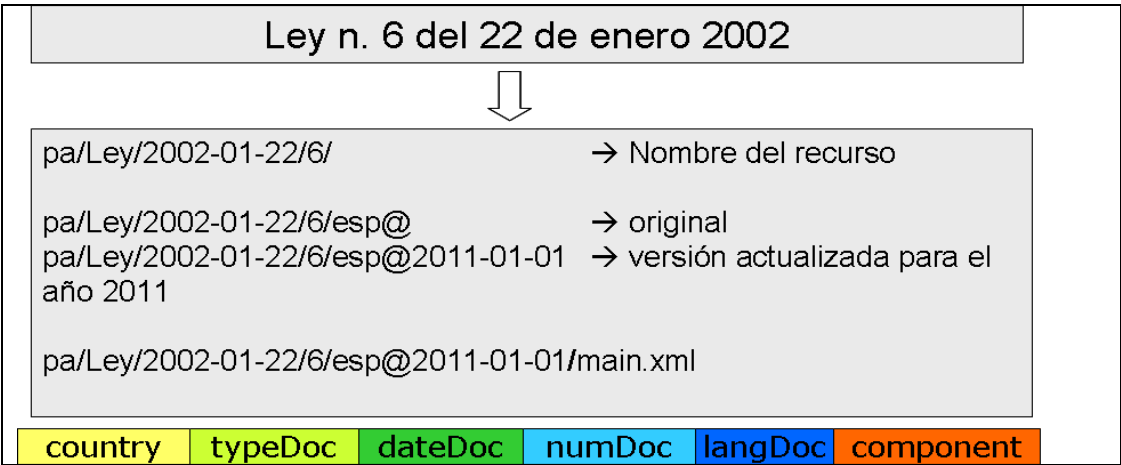 Ley n. 6 del 22 de enero 2002
pa/Ley/2002-01-22/6/ → Nombre del recurso
pa/Ley/2002-01-22/6/esp@ → original
pa/Ley/2002-01-22/6/esp@2011-01-01 → versión actualizada para el
año 2011
pa/Ley/2002-01-22/6/esp@2011-01-01/main.xml
country typeDoc dateDoc numDoc langDoc component